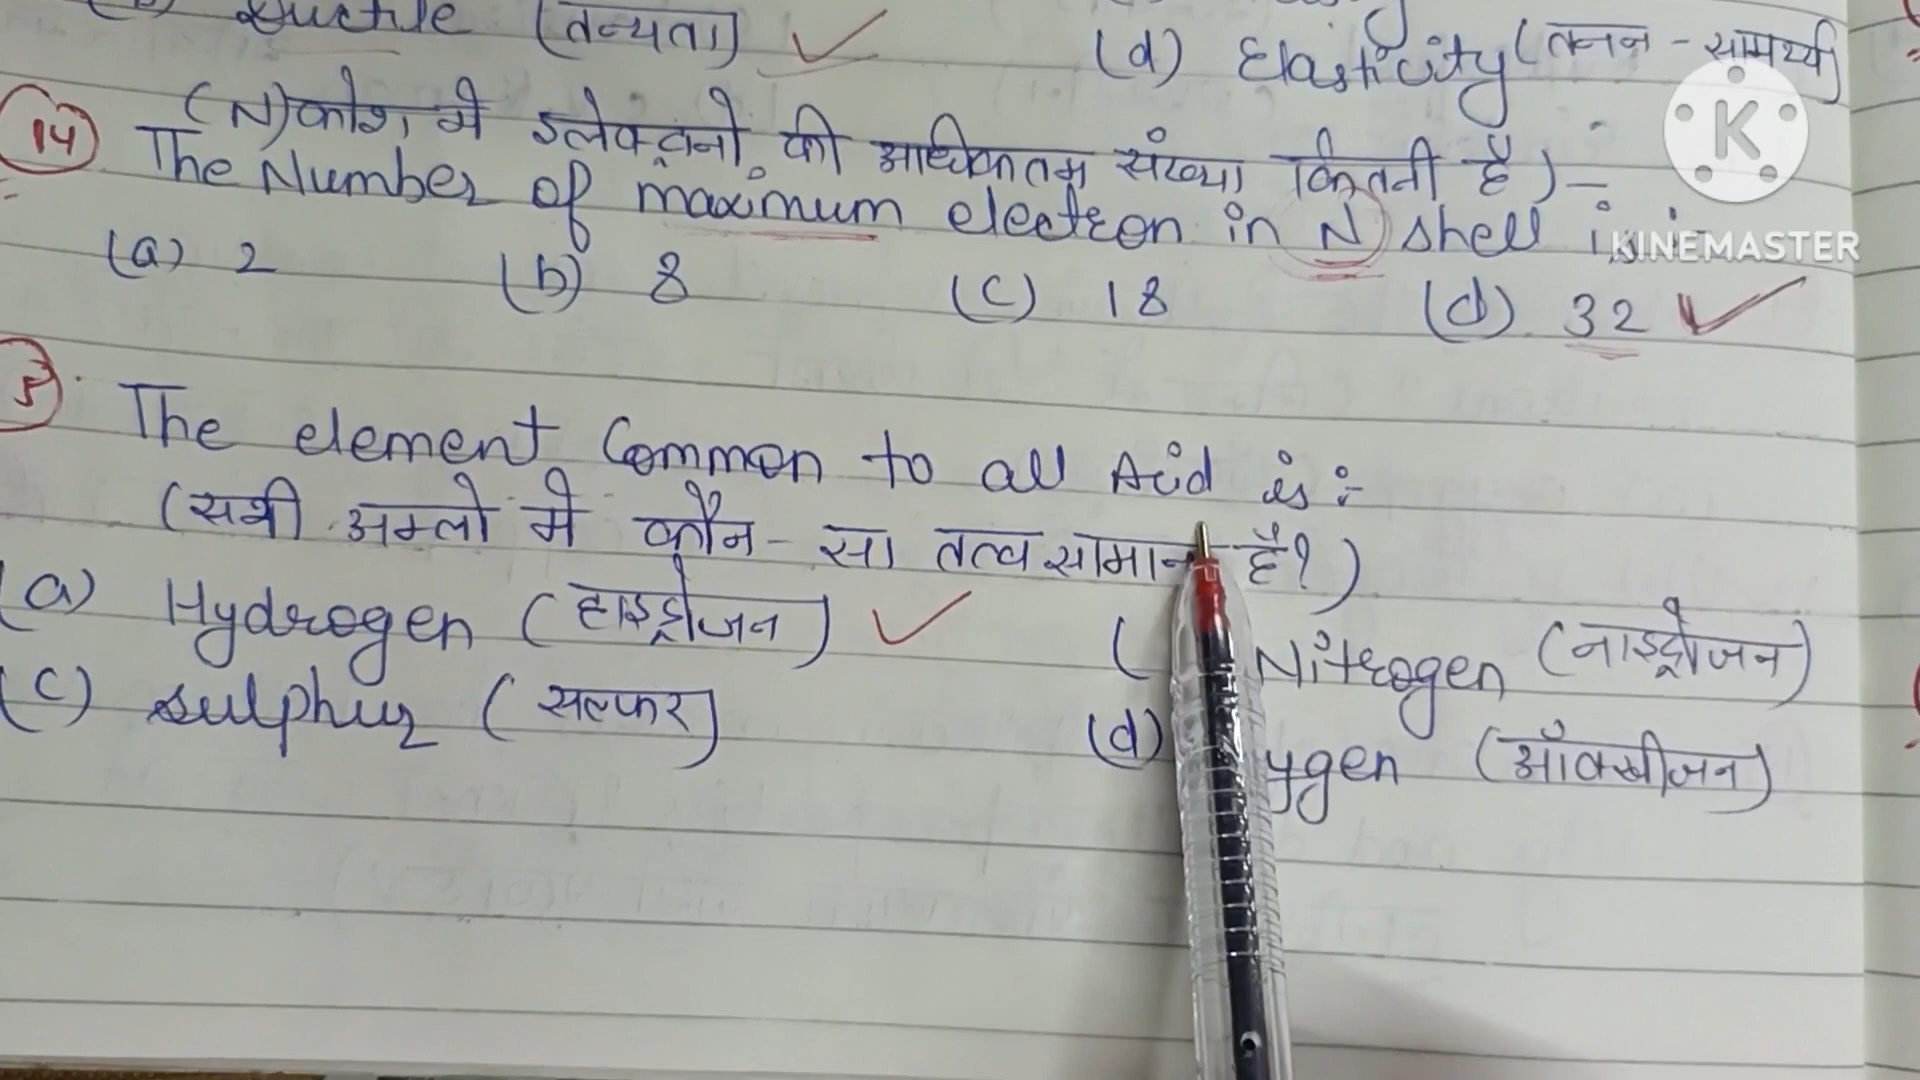 Ductile (तन्यता)
(d) Elasticity (तनन - सामर्थ्य)
K
KINEMASTER
(N) कोश, में इलेक्ट्रानों की अधिकतम संख्या कितनी है ) -
14 The Number of maximum electron in N shell is
(a) 2 (b) 8 (c) 18 (d) 32
5 The element Common to all Acid is :-
(सभी अम्लो में कौन - सा तत्व सामान है?)
(a) Hydrogen (हाइड्रोजन) ( Nitrogen (नाइट्रोजन)
(c) sulphur (सल्फर) (d) ygen (ऑक्सीजन)